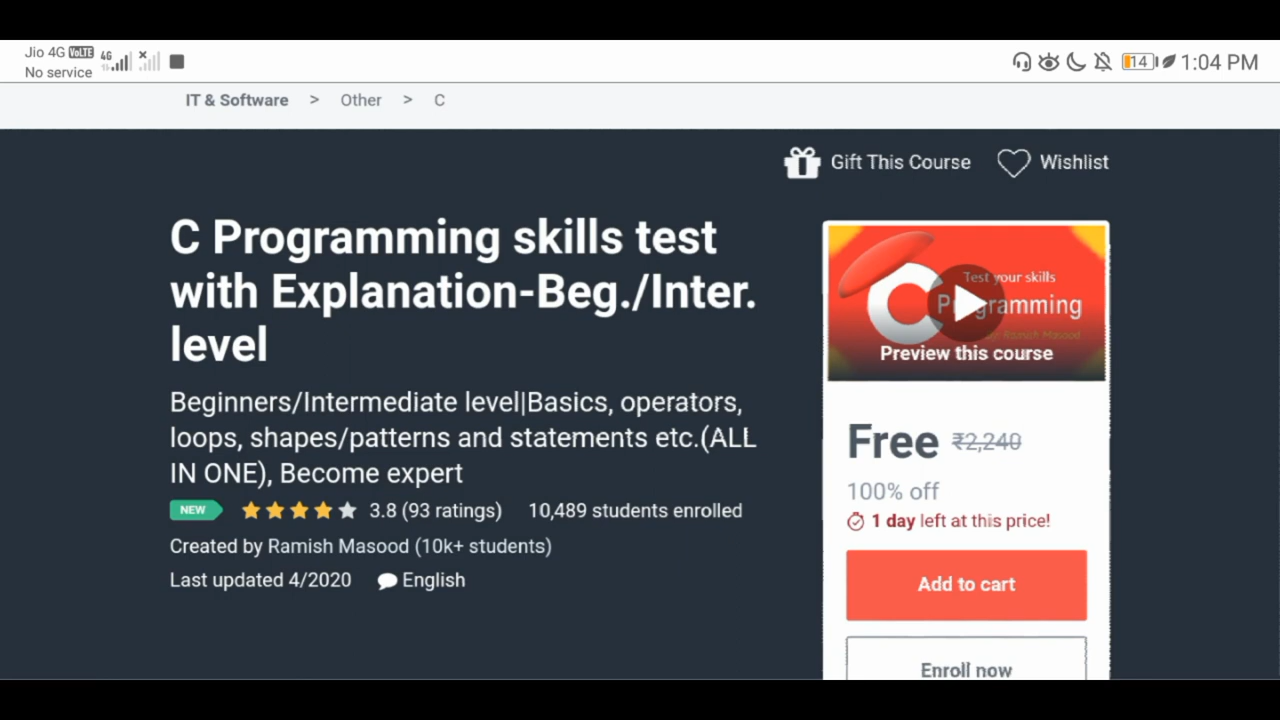 Jio 4G VoLTE 4G 14 1:04 PM
No service
IT & Software > Other > C
Gift This Course Wishlist
C Programming skills test
with Explanation-Beg./Inter.
level
Beginners/Intermediate level|Basics, operators,
loops, shapes/patterns and statements etc.(ALL
IN ONE), Become expert
NEW 3.8 (93 ratings) 10,489 students enrolled
Created by Ramish Masood (10k+ students)
Last updated 4/2020 English
Test your skills
Programming
By: Ramish Masood
Preview this course
Free ₹2,240
100% off
1 day left at this price!
Add to cart
Enroll now